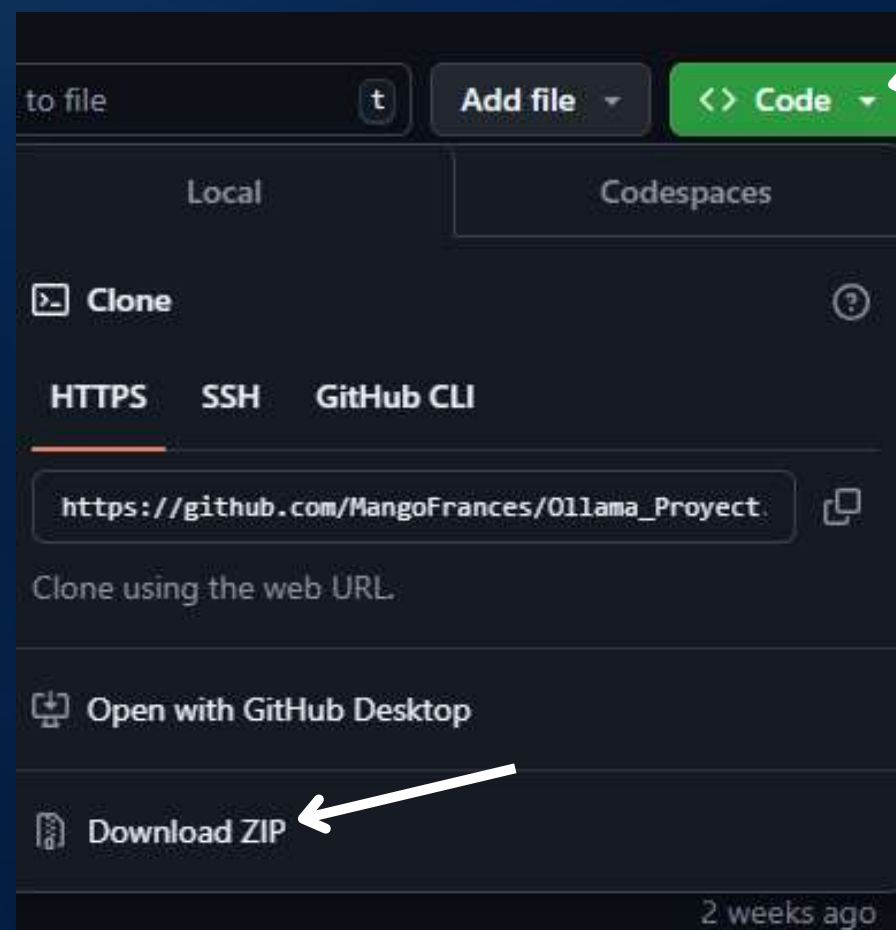 to file t Add file <> Code
Local Codespaces
Clone
HTTPS SSH GitHub CLI
https://github.com/MangoFrances/Ollama_Proyect.
Clone using the web URL.
Open with GitHub Desktop
Download ZIP
2 weeks ago